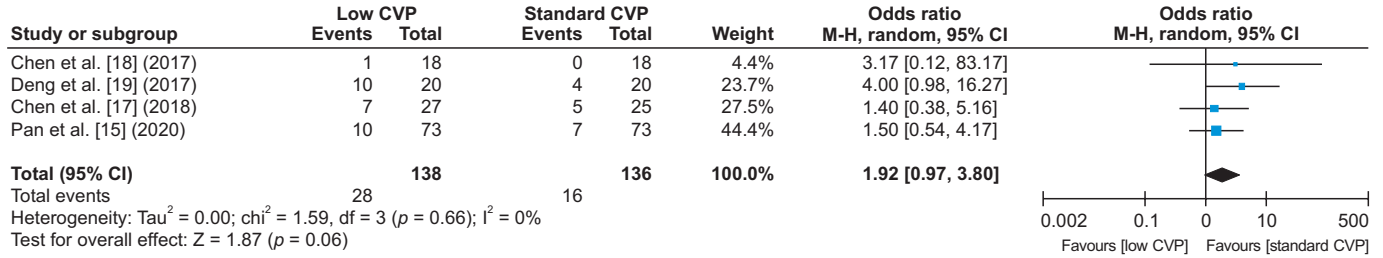 Low CVP Standard CVP Odds ratio Odds ratio
Study or subgroup Events Total Events Total Weight M-H, random, 95% CI M-H, random, 95% CI
Chen et al. [18] (2017) 1 18 0 18 4.4% 3.17 [0.12, 83.17]
Deng et al. [19] (2017) 10 20 4 20 23.7% 4.00 [0.98, 16.27]
Chen et al. [17] (2018) 7 27 5 25 27.5% 1.40 [0.38, 5.16]
Pan et al. [15] (2020) 10 73 7 73 44.4% 1.50 [0.54, 4.17]
Total (95% CI) 138 136 100.0% 1.92 [0.97, 3.80]
Total events 28 16
Heterogeneity: Tau² = 0.00; chi² = 1.59, df = 3 (p = 0.66); I² = 0%
0.002 0.1 0 10 500
Test for overall effect: Z = 1.87 (p = 0.06)
Favours [low CVP] Favours [standard CVP]